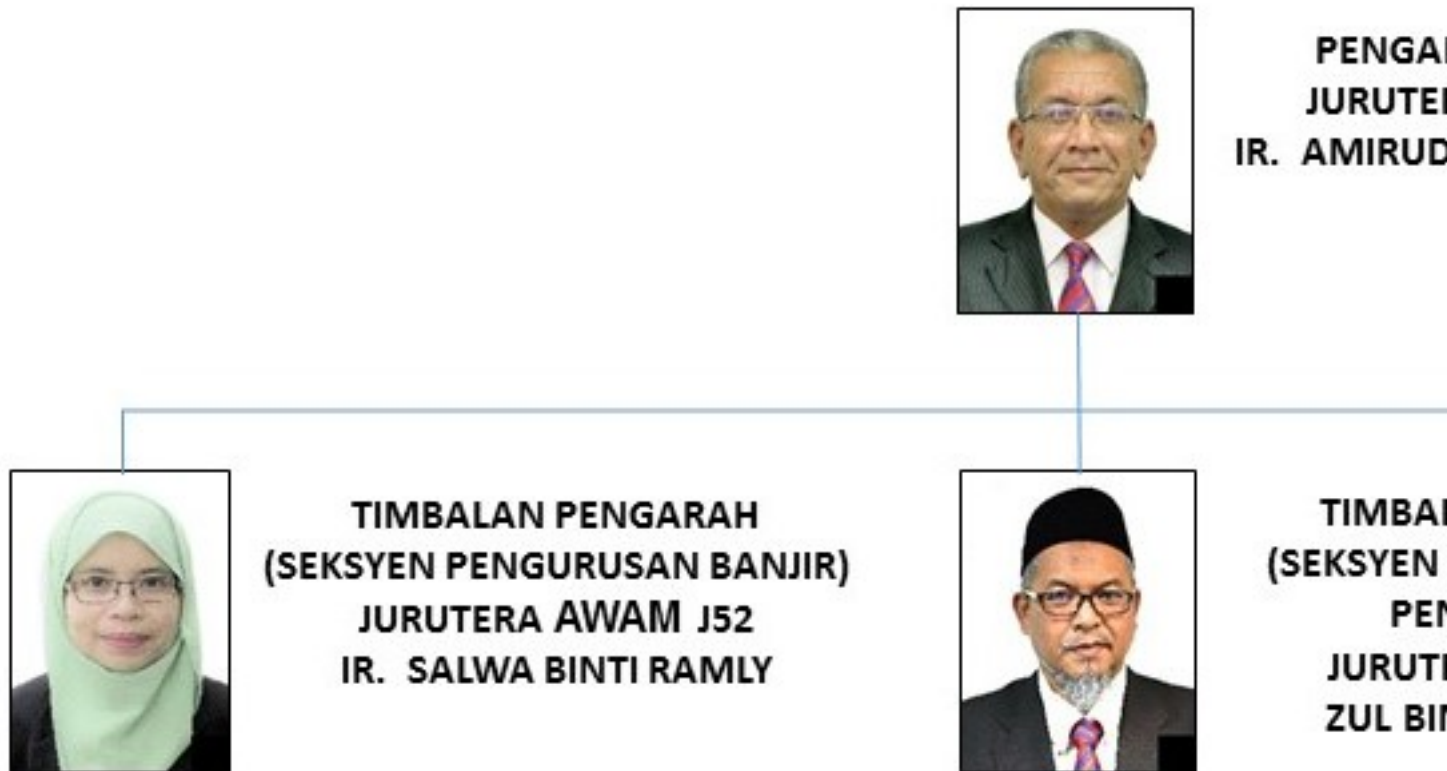 PENGA
JURUTE
IR. AMIRUD
TIMBALAN PENGARAH
(SEKSYEN PENGURUSAN BANJIR)
JURUTERA AWAM J52
IR. SALWA BINTI RAMLY
TIMBA
(SEKSYEN
PEN
JURUT
ZUL BI